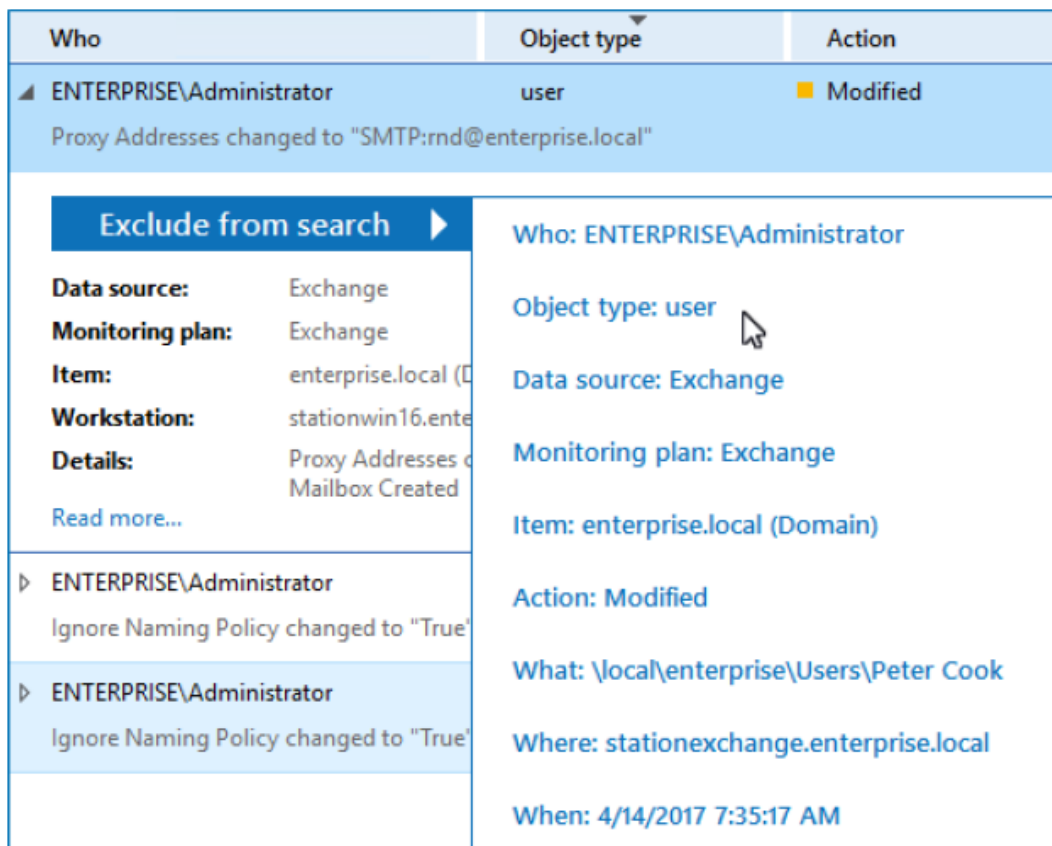 Who Object type Action
ENTERPRISE\Administrator user Modified
Proxy Addresses changed to "SMTP:rnd@enterprise.local"
Exclude from search
Data source: Exchange
Monitoring plan: Exchange
Item: enterprise.local (D
Workstation: stationwin16.ente
Details: Proxy Addresses c
Mailbox Created
Read more...
ENTERPRISE\Administrator
Ignore Naming Policy changed to "True"
ENTERPRISE\Administrator
Ignore Naming Policy changed to "True"
Who: ENTERPRISE\Administrator
Object type: user
Data source: Exchange
Monitoring plan: Exchange
Item: enterprise.local (Domain)
Action: Modified
What: \local\enterprise\Users\Peter Cook
Where: stationexchange.enterprise.local
When: 4/14/2017 7:35:17 AM